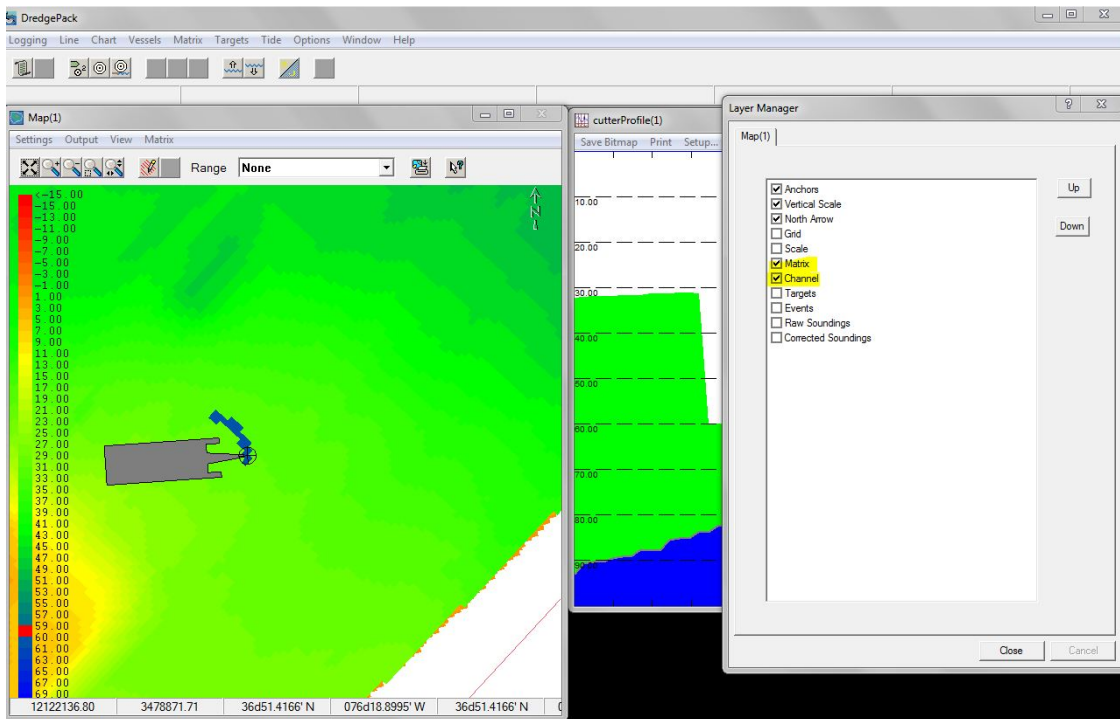 DredgePack
Logging Line Chart Vessels Matrix Targets Tide Options Window Help
Map(1)
Settings Output View Matrix
Range None
N
<-15.00
-15.00
-13.00
-11.00
-9.00
-7.00
-5.00
-3.00
-1.00
1.00
3.00
5.00
7.00
9.00
11.00
13.00
15.00
17.00
19.00
21.00
23.00
25.00
27.00
29.00
31.00
33.00
35.00
37.00
39.00
41.00
43.00
45.00
47.00
49.00
51.00
53.00
55.00
57.00
59.00
60.00
61.00
63.00
65.00
67.00
69.00
12122136.80 3478871.71 36d51.4166' N 076d18.8995' W 36d51.4166' N
cutterProfile(1)
Save Bitmap Print Setup...
10.00
20.00
30.00
40.00
50.00
60.00
70.00
80.00
90.00
Layer Manager
Map(1)
Anchors
Vertical Scale
North Arrow
Grid
Scale
Matrix
Channel
Targets
Events
Raw Soundings
Corrected Soundings
Up
Down
Close
Cancel